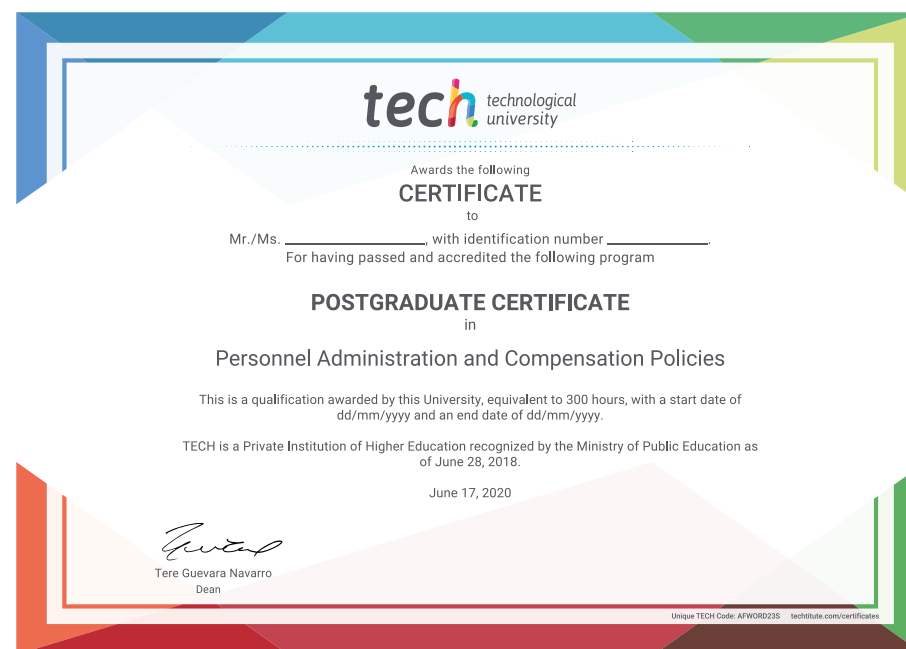 tech technological
university
Awards the following
CERTIFICATE
to
Mr./Ms. ____________________, with identification number ______________.
For having passed and accredited the following program
POSTGRADUATE CERTIFICATE
in
Personnel Administration and Compensation Policies
This is a qualification awarded by this University, equivalent to 300 hours, with a start date of
dd/mm/yyyy and an end date of dd/mm/yyyy.
TECH is a Private Institution of Higher Education recognized by the Ministry of Public Education as
of June 28, 2018.
June 17, 2020
Tere Guevara Navarro
Dean
Unique TECH Code: AFWORD23S techtitute.com/certificates